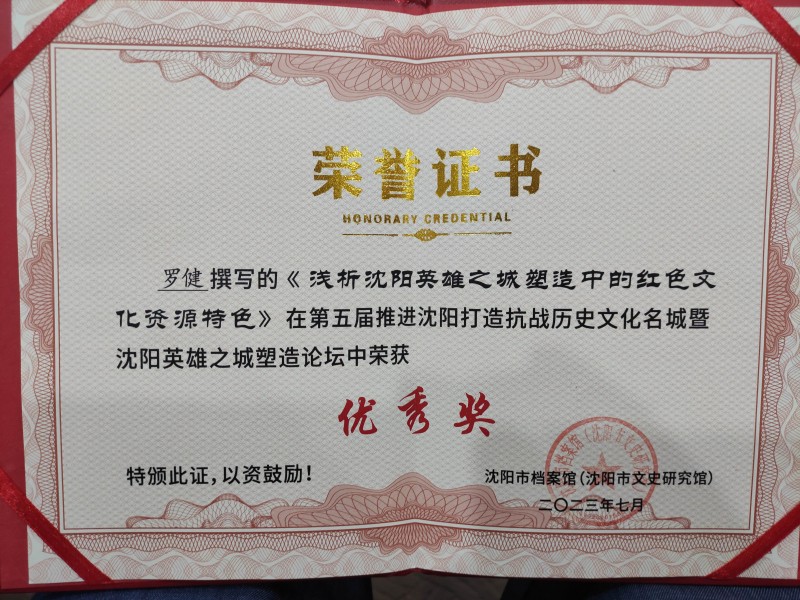 荣誉证书
HONORARY CREDENTIAL
罗健撰写的《浅析沈阳英雄之城塑造中的红色文
化资源特色》在第五届推进沈阳打造抗战历史文化名城暨
沈阳英雄之城塑造论坛中荣获
优秀奖
特颁此证，以资鼓励！
沈阳市档案馆(沈阳市文史研究馆)
二〇二三年七月